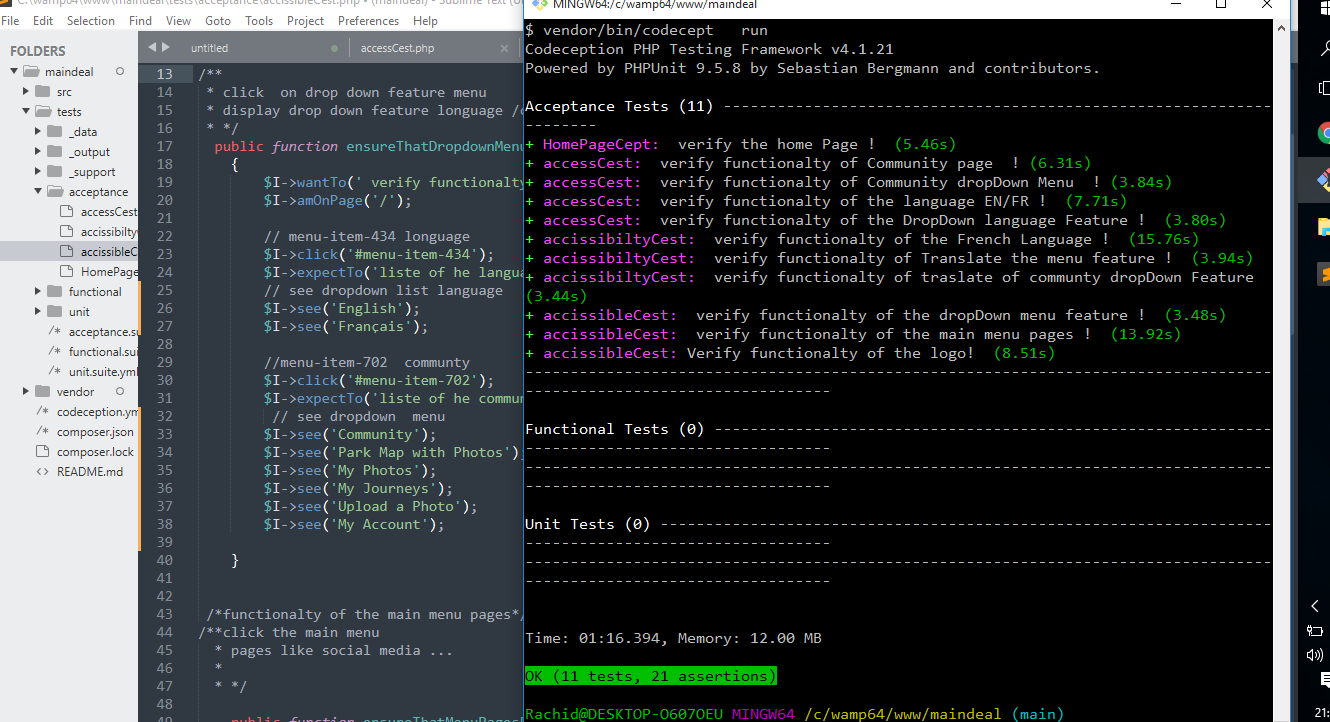 C:\wamp64\www\maindeal\tests\acceptance\accissibleCest.php • (maindeal) - Sublime Text
File Edit Selection Find View Goto Tools Project Preferences Help
FOLDERS
maindeal
src
tests
_data
_output
_support
acceptance
accessCest
accissibilty
accissibleC
HomePage
functional
unit
/* acceptance.su
/* functional.sui
/* unit.suite.yml
vendor
/* codeception.ym
/* composer.json
composer.lock
<> README.md
untitled
accessCest.php ×
13 /**
14 * click  on drop down feature menu
15 * display drop down feature longuage /
16 * */
17 public function ensureThatDropdownMenu
18 {
19 $I->wantTo(' verify functionalty
20 $I->amOnPage('/');
21
22 // menu-item-434 longuage
23 $I->click('#menu-item-434');
24 $I->expectTo('liste of he langua
25 // see dropdown list language
26 $I->see('English');
27 $I->see('Français');
28
29 //menu-item-702  communty
30 $I->click('#menu-item-702');
31 $I->expectTo('liste of he commun
32 // see dropdown  menu
33 $I->see('Community');
34 $I->see('Park Map with Photos');
35 $I->see('My Photos');
36 $I->see('My Journeys');
37 $I->see('Upload a Photo');
38 $I->see('My Account');
39
40 }
41
42
43 /*functionalty of the main menu pages*/
44 /**click the main menu
45 * pages like social media ...
46 *
47 * */
48
49 public function ensureThatMenuPages
MINGW64:/c/wamp64/www/maindeal
$ vendor/bin/codecept   run
Codeception PHP Testing Framework v4.1.21
Powered by PHPUnit 9.5.8 by Sebastian Bergmann and contributors.
Acceptance Tests (11) -------------------------------------------------------------
--------
+ HomePageCept:  verify the home Page !  (5.46s)
+ accessCest:  verify functionalty of Community page  ! (6.31s)
+ accessCest:  verify functionalty of Community dropDown Menu  ! (3.84s)
+ accessCest:  verify functionalty of the language EN/FR !  (7.71s)
+ accessCest:  verify functionalty of the DropDown language Feature !  (3.80s)
+ accissibiltyCest:  verify functionalty of the French Language !  (15.76s)
+ accissibiltyCest:  verify functionalty of Translate the menu feature !  (3.94s)
+ accissibiltyCest:  verify functionalty of traslate of communty dropDown Feature
(3.44s)
+ accissibleCest:  verify functionalty of the dropDown menu feature !  (3.48s)
+ accissibleCest:  verify functionalty of the main menu pages !  (13.92s)
+ accissibleCest: Verify functionalty of the logo!  (8.51s)
-----------------------------------------------------------------------------------
----------------------------------
Functional Tests (0) --------------------------------------------------------------
----------------------------------
-----------------------------------------------------------------------------------
----------------------------------
Unit Tests (0) --------------------------------------------------------------------
----------------------------------
-----------------------------------------------------------------------------------
----------------------------------
Time: 01:16.394, Memory: 12.00 MB
OK (11 tests, 21 assertions)
Rachid@DESKTOP-O607OEU MINGW64 /c/wamp64/www/maindeal (main)
21: